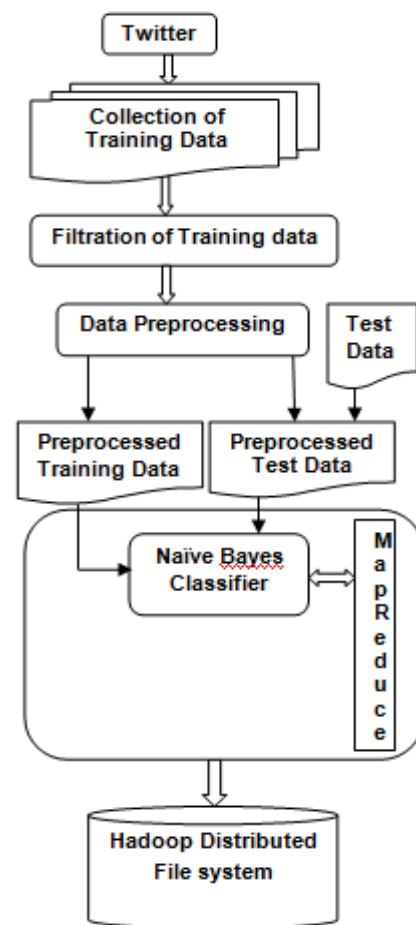 Twitter
Collection of
Training Data
Filtration of Training data
Data Preprocessing
Test
Data
Preprocessed
Training Data
Preprocessed
Test Data
Naïve Bayes
Classifier
MapReduce
Hadoop Distributed
File system